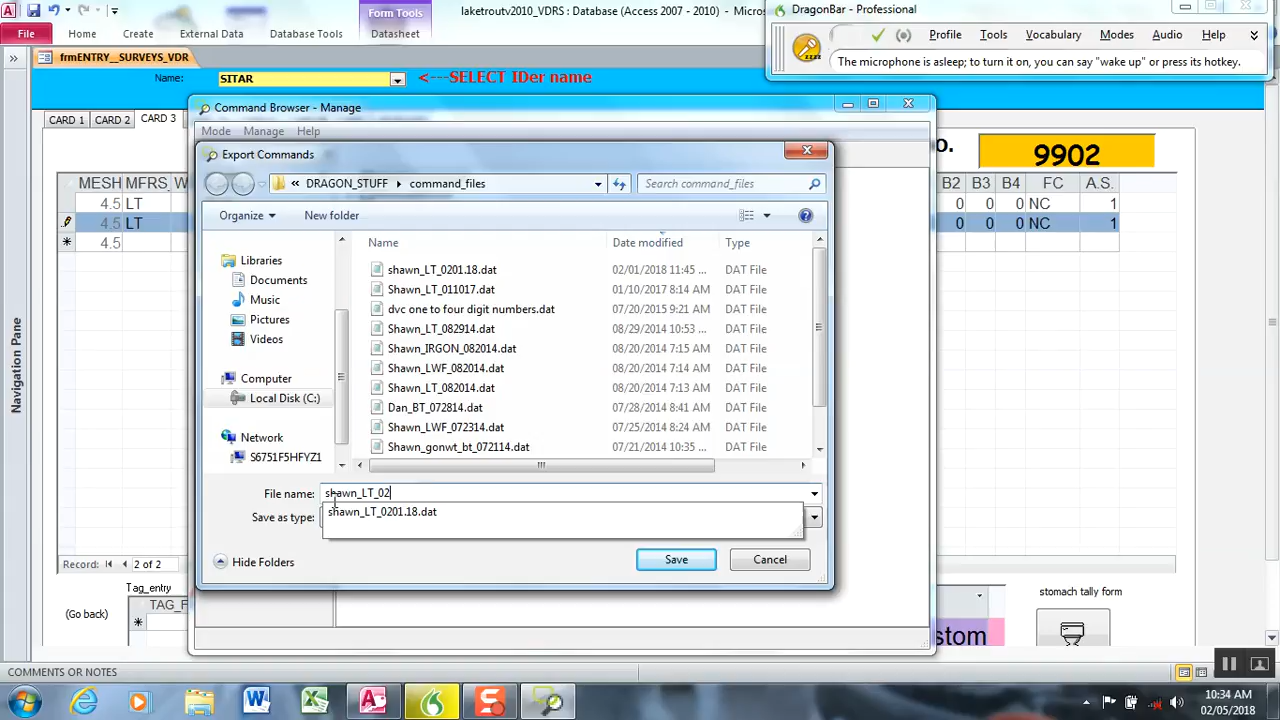 Form Tools
laketroutv2010_VDRS : Database (Access 2007 - 2010) - Micros
File Home Create External Data Database Tools Datasheet
DragonBar - Professional
Profile Tools Vocabulary Modes Audio Help
The microphone is asleep; to turn it on, you can say "wake up" or press its hotkey.
frmENTRY__SURVEYS_VDR
Name: SITAR <---SELECT IDer name
CARD 1 CARD 2 CARD 3
Command Browser - Manage
Mode Manage Help
9902
MESH MFRS_
4.5 LT
4.5 LT
4.5
B2 B3 B4 FC A.S.
0 0 0 NC 1
0 0 0 NC 1
Export Commands
« DRAGON_STUFF command_files
Search command_files
Organize New folder
Name Date modified Type
Libraries
Documents
Music
Pictures
Videos
Computer
Local Disk (C:)
Network
S6751F5HFYZ1
shawn_LT_0201.18.dat 02/01/2018 11:45 ... DAT File
Shawn_LT_011017.dat 01/10/2017 8:14 AM DAT File
dvc one to four digit numbers.dat 07/20/2015 9:21 AM DAT File
Shawn_LT_082914.dat 08/29/2014 10:53 ... DAT File
Shawn_IRGON_082014.dat 08/20/2014 7:15 AM DAT File
Shawn_LWF_082014.dat 08/20/2014 7:14 AM DAT File
Shawn_LT_082014.dat 08/20/2014 7:13 AM DAT File
Dan_BT_072814.dat 07/28/2014 8:41 AM DAT File
Shawn_LWF_072314.dat 07/25/2014 8:24 AM DAT File
Shawn_gonwt_bt_072114.dat 07/21/2014 10:35 ... DAT File
File name: shawn_LT_02
shawn_LT_0201.18.dat
Save as type:
Hide Folders Save Cancel
Navigation Pane
Record: 2 of 2
Tag_entry
(Go back)
TAG_F
stomach tally form
stom
COMMENTS OR NOTES
10:34 AM
02/05/2018